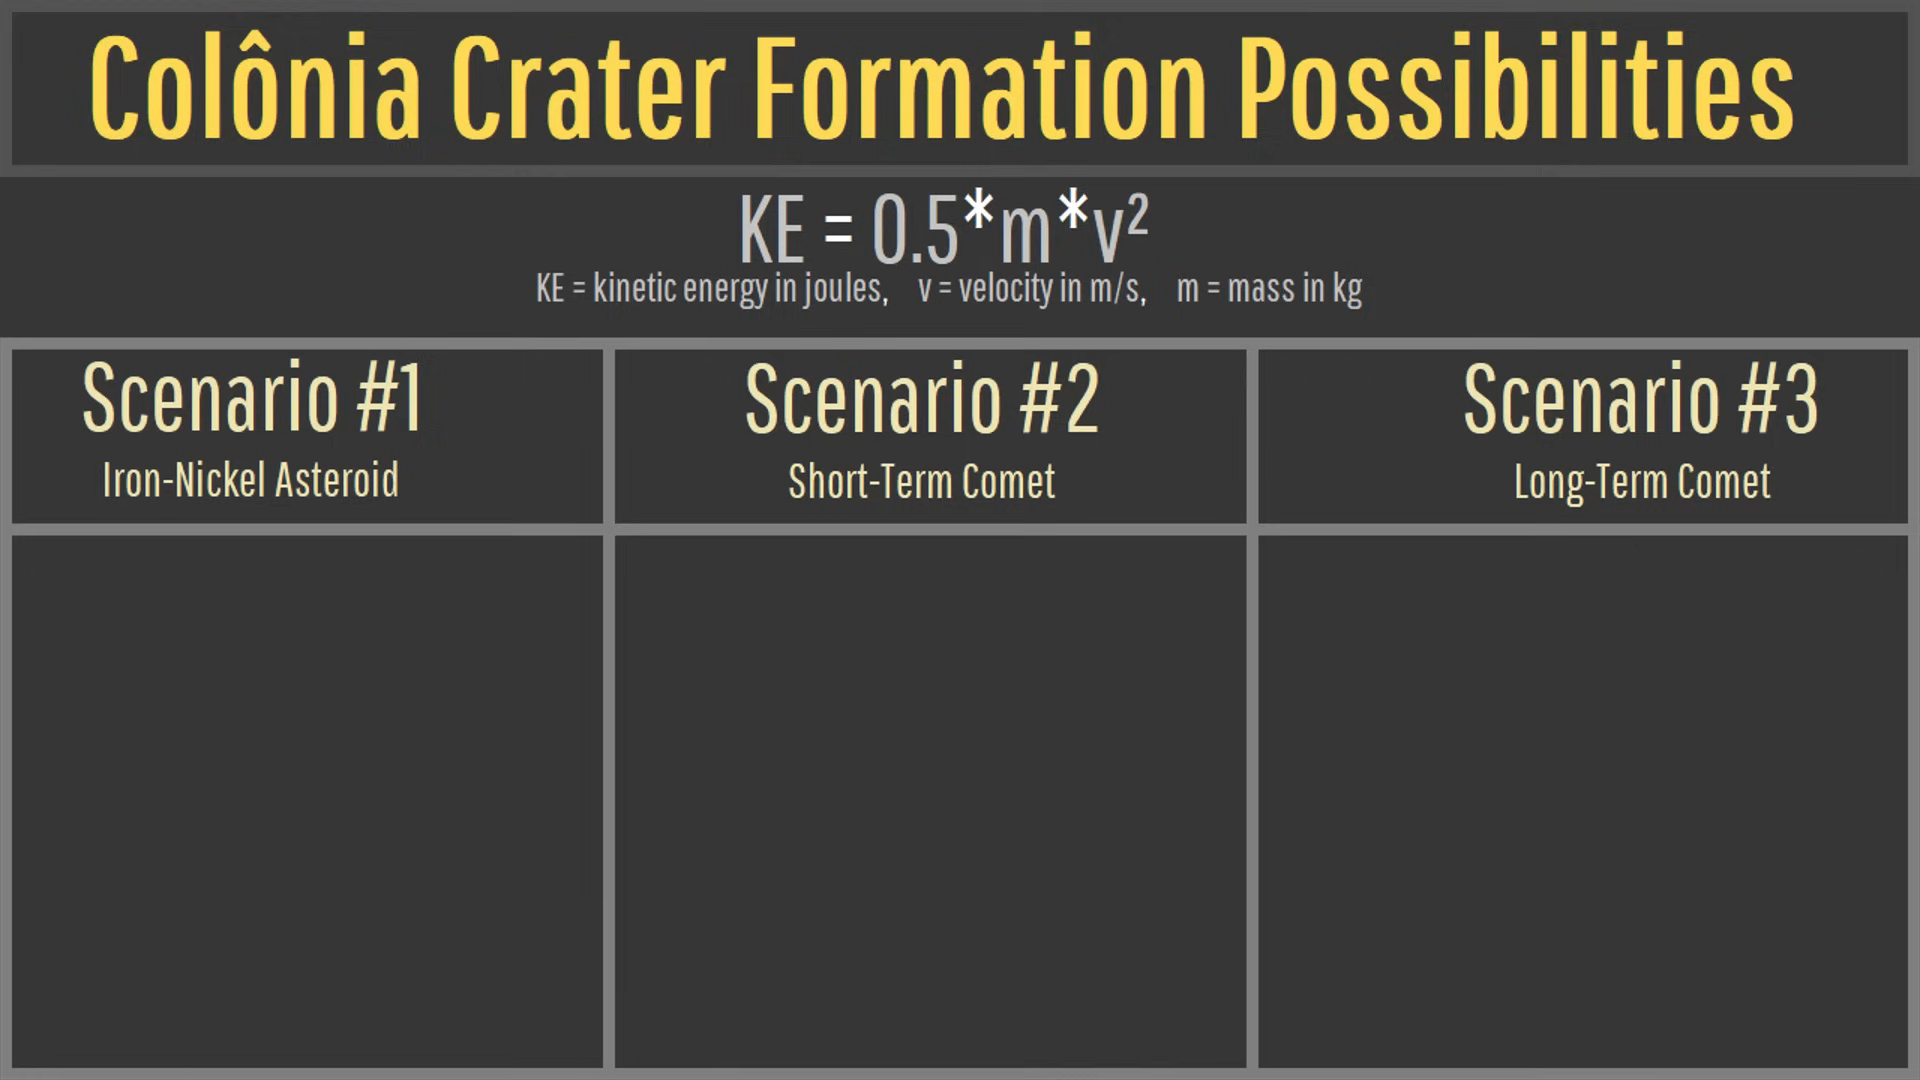 Colônia Crater Formation Possibilities
KE = 0.5*m*v²
KE = kinetic energy in joules, v = velocity in m/s, m = mass in kg
Scenario #1
Iron-Nickel Asteroid
Scenario #2
Short-Term Comet
Scenario #3
Long-Term Comet